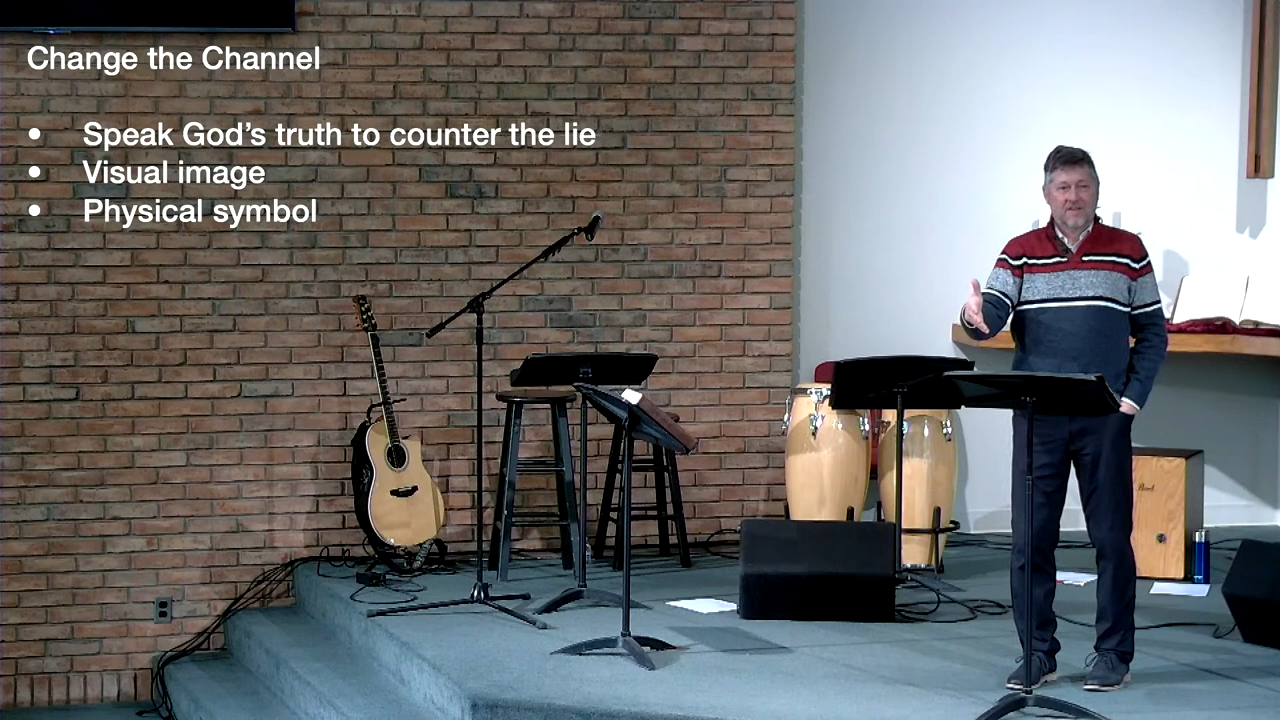 Change the Channel
• Speak God's truth to counter the lie
• Visual image
• Physical symbol